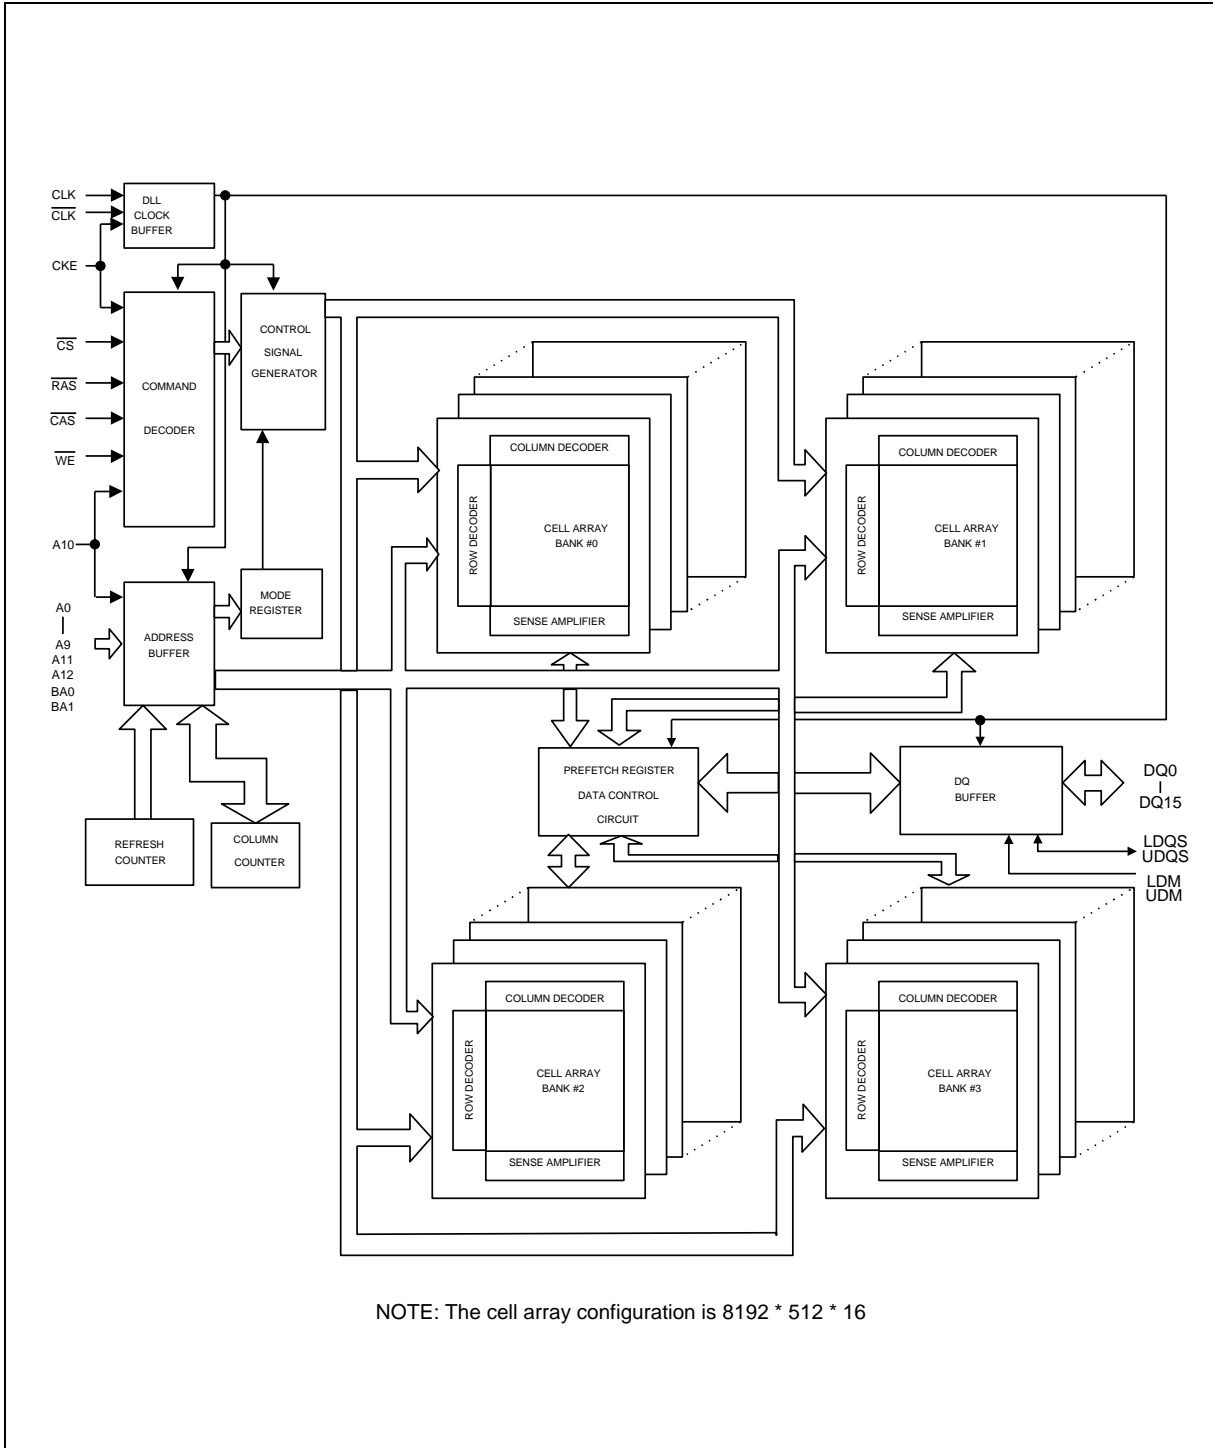 CLK
CLK
CKE
CS
RAS
CAS
WE
A10
A0
A9
A11
A12
BA0
BA1
DLL
CLOCK
BUFFER
COMMAND
DECODER
CONTROL
SIGNAL
GENERATOR
ADDRESS
BUFFER
MODE
REGISTER
REFRESH
COUNTER
COLUMN
COUNTER
COLUMN DECODER
ROW DECODER
CELL ARRAY
BANK #0
SENSE AMPLIFIER
COLUMN DECODER
ROW DECODER
CELL ARRAY
BANK #1
SENSE AMPLIFIER
PREFETCH REGISTER
DATA CONTROL
CIRCUIT
DQ
BUFFER
DQ0
DQ15
LDQS
UDQS
LDM
UDM
COLUMN DECODER
ROW DECODER
CELL ARRAY
BANK #2
SENSE AMPLIFIER
COLUMN DECODER
ROW DECODER
CELL ARRAY
BANK #3
SENSE AMPLIFIER
NOTE: The cell array configuration is 8192 * 512 * 16